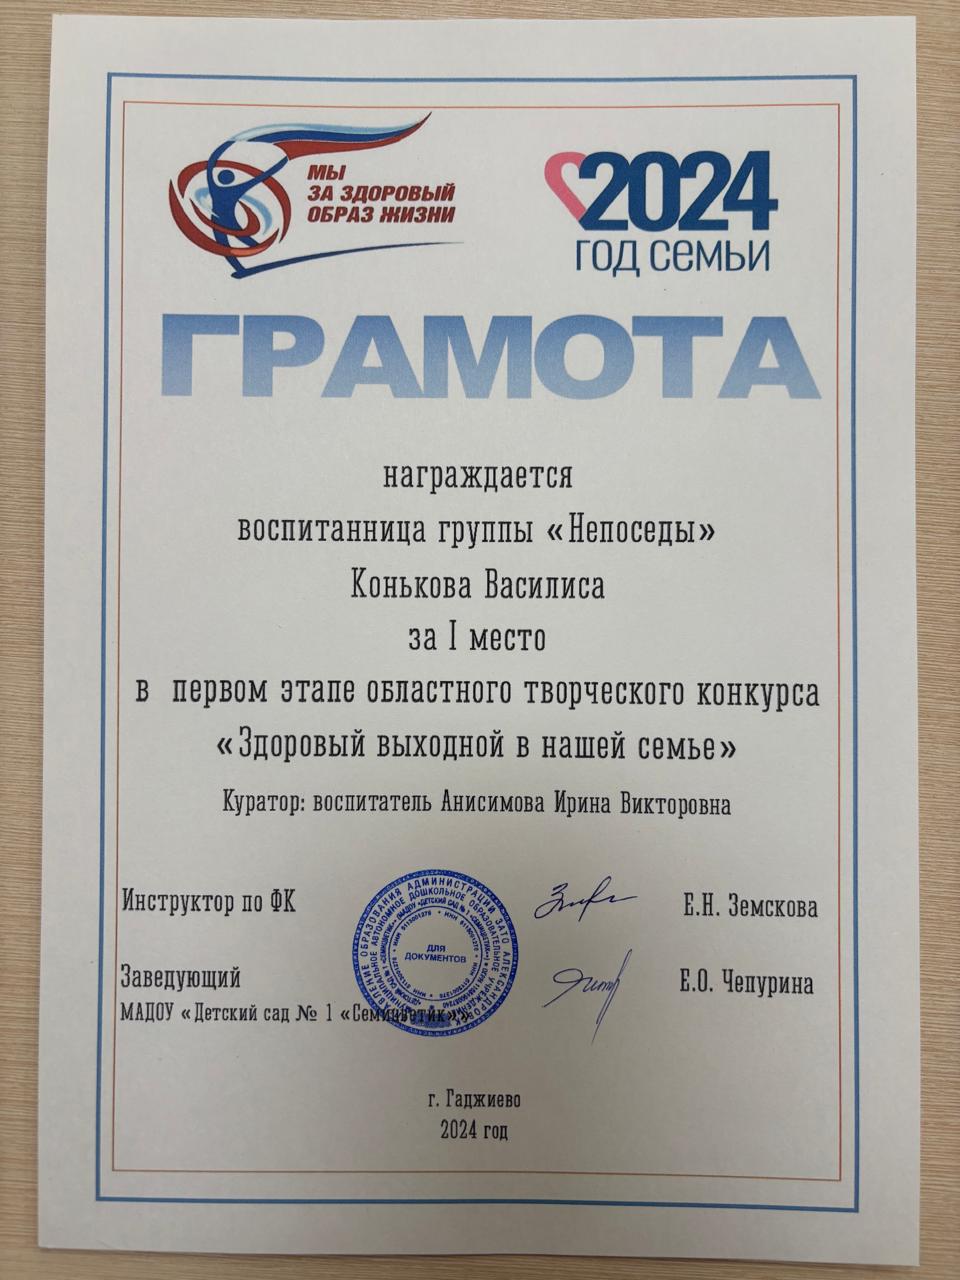 МЫ
ЗА ЗДОРОВЫЙ
ОБРАЗ ЖИЗНИ
2024
ГОД СЕМЬИ
ГРАМОТА
награждается
воспитанница группы «Непоседы»
Конькова Василиса
за I место
в первом этапе областного творческого конкурса
«Здоровый выходной в нашей семье»
Куратор: воспитатель Анисимова Ирина Викторовна
Инструктор по ФК
Е.Н. Земскова
Заведующий
Е.О. Чепурина
МАДОУ «Детский сад № 1 «Семицветик»»
ДЛЯ
ДОКУМЕНТОВ
г. Гаджиево
2024 год